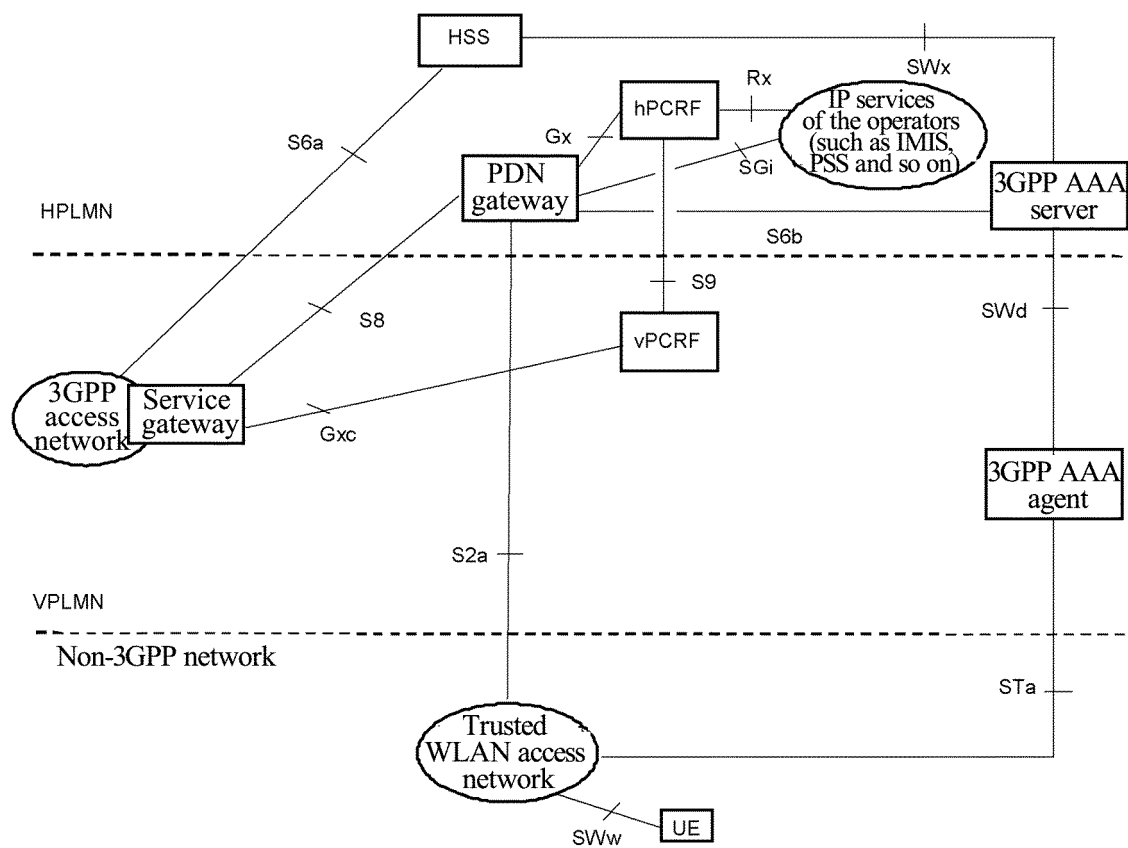 HSS
SWx
Rx
hPCRF
IP services
of the operators
(such as IMIS,
PSS and so on)
Gx
S6a
SGi
PDN
gateway
3GPP AAA
server
HPLMN
S6b
S9
S8
SWd
vPCRF
3GPP
access
network
Service
gateway
Gxc
3GPP AAA
agent
S2a
VPLMN
Non-3GPP network
STa
Trusted
WLAN access
network
SWw
UE